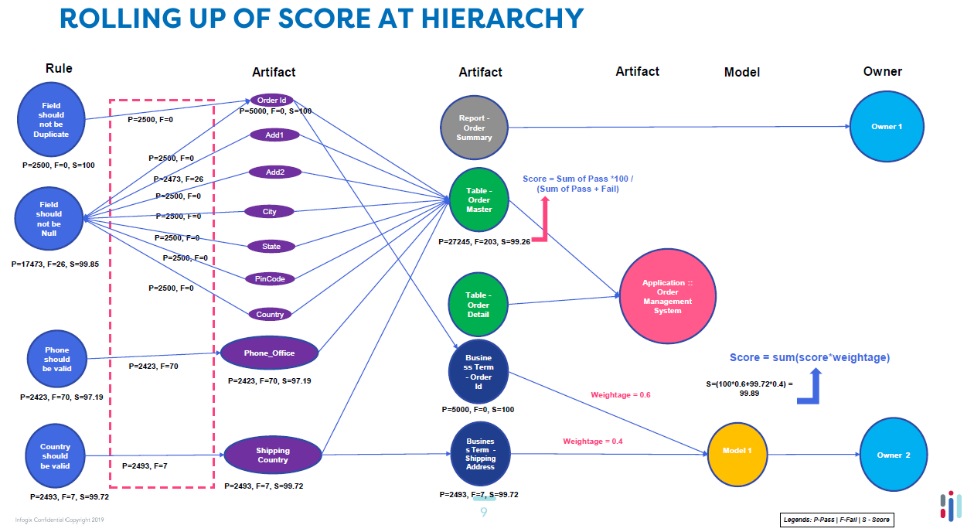 ROLLING UP OF SCORE AT HIERARCHY
Rule
Artifact
Artifact
Artifact
Model
Owner
Field
should
not be
Duplicate
P=2500, F=0, S=100
Field
should
not be
Null
P=17473, F=26, S=99.85
Phone
should
be valid
P=2423, F=70, S=97.19
Country
should
be valid
P=2493, F=7, S=99.72
P=2500, F=0
P=2500, F=0
P=2473, F=26
P=2500, F=0
P=2500, F=0
P=2500, F=0
P=2500, F=0
P=2500, F=0
P=2423, F=70
P=2493, F=7
Order Id
P=5000, F=0, S=100
Add1
Add2
City
State
PinCode
Country
Phone_Office
P=2423, F=70, S=97.19
Shipping
Country
P=2493, F=7, S=99.72
Report -
Order
Summary
Table -
Order
Master
P=27245, F=203, S=99.26
Table -
Order
Detail
Busine
ss Term
- Order
Id
P=5000, F=0, S=100
Busines
s Term -
Shipping
Address
P=2493, F=7, S=99.72
Score = Sum of Pass *100 /
(Sum of Pass + Fail)
Application ::
Order
Management
System
Weightage = 0.6
Weightage = 0.4
Score = sum(score*weightage)
S=(100*0.6+99.72*0.4) =
99.89
Model 1
Owner 1
Owner 2
Infogix Confidential Copyright 2019
9
Legends: P-Pass | F-Fail | S - Score